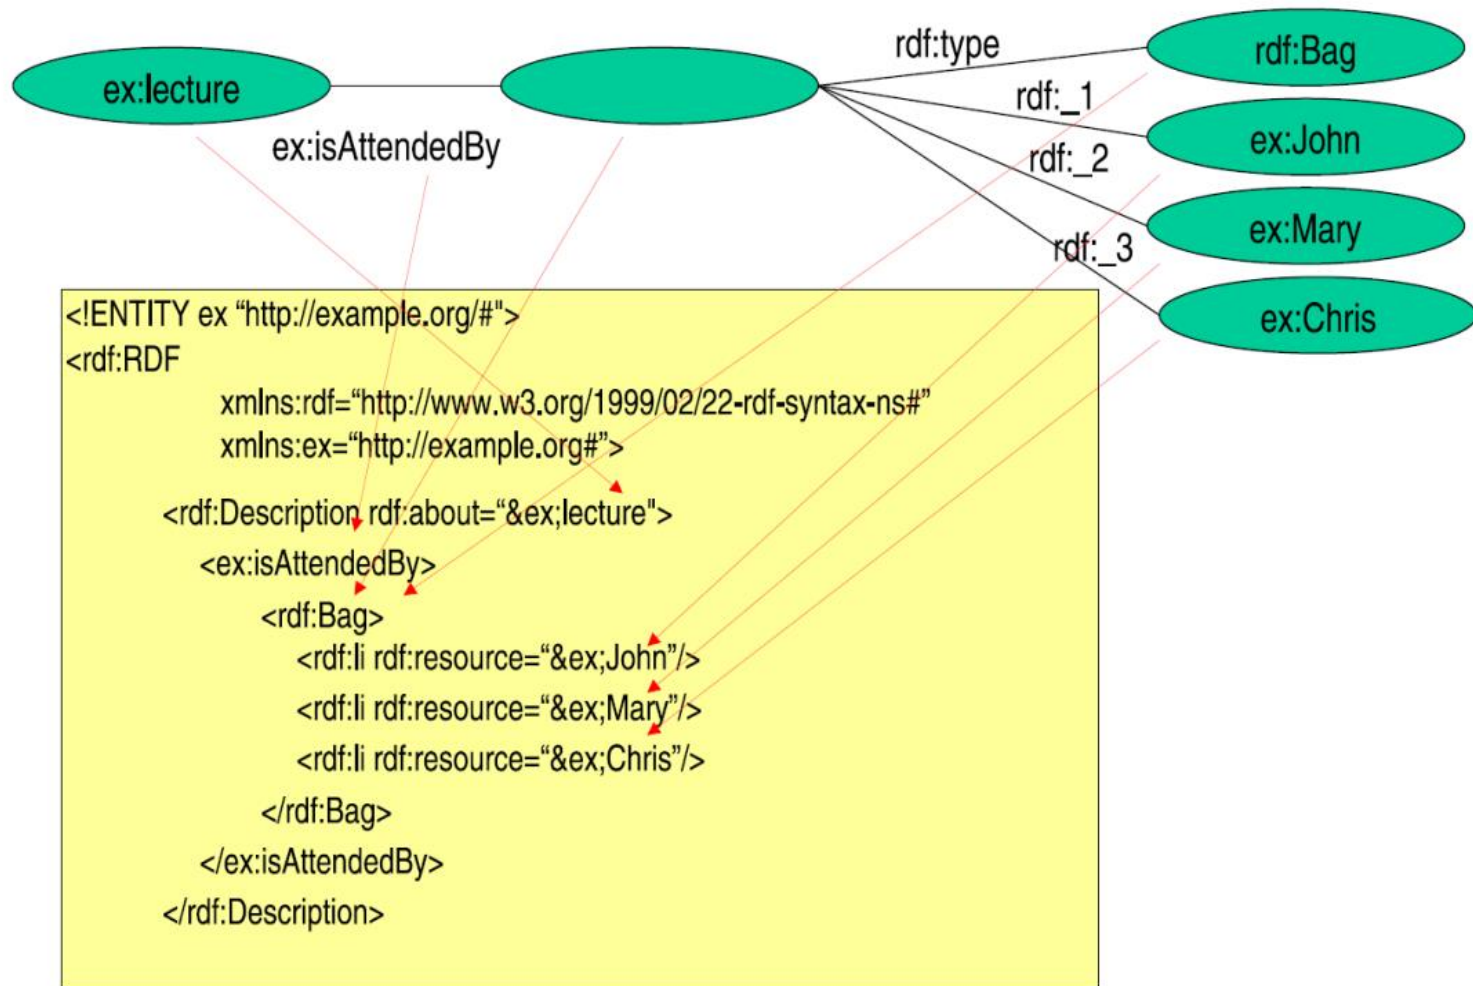 rdf:type
rdf:Bag
ex:lecture
rdf:_1
ex:John
ex:isAttendedBy
rdf:_2
ex:Mary
rdf:_3
ex:Chris
<!ENTITY ex “http://example.org/#">
<rdf:RDF
xmlns:rdf=“http://www.w3.org/1999/02/22-rdf-syntax-ns#”
xmlns:ex=“http://example.org#”>
<rdf:Description rdf:about=“&ex;lecture">
<ex:isAttendedBy>
<rdf:Bag>
<rdf:li rdf:resource=“&ex;John”/>
<rdf:li rdf:resource=“&ex;Mary”/>
<rdf:li rdf:resource=“&ex;Chris”/>
</rdf:Bag>
</ex:isAttendedBy>
</rdf:Description>